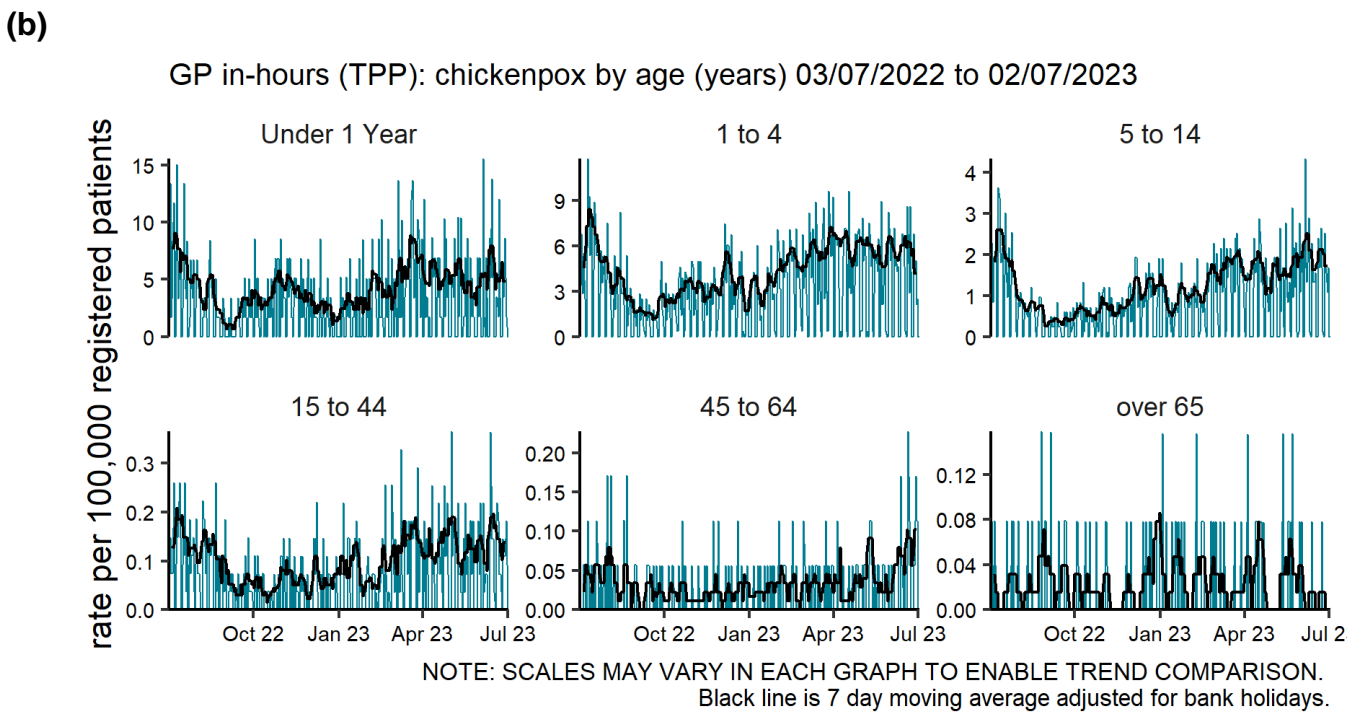 (b)
GP in-hours (TPP): chickenpox by age (years) 03/07/2022 to 02/07/2023
rate per 100,000 registered patients
Under 1 Year
15
10
5
0
1 to 4
9
6
3
0
5 to 14
4
3
2
1
0
15 to 44
0.3
0.2
0.1
0.0
Oct 22 Jan 23 Apr 23 Jul 23
45 to 64
0.20
0.15
0.10
0.05
0.00
Oct 22 Jan 23 Apr 23 Jul 23
over 65
0.12
0.08
0.04
0.00
Oct 22 Jan 23 Apr 23 Jul
NOTE: SCALES MAY VARY IN EACH GRAPH TO ENABLE TREND COMPARISON.
Black line is 7 day moving average adjusted for bank holidays.